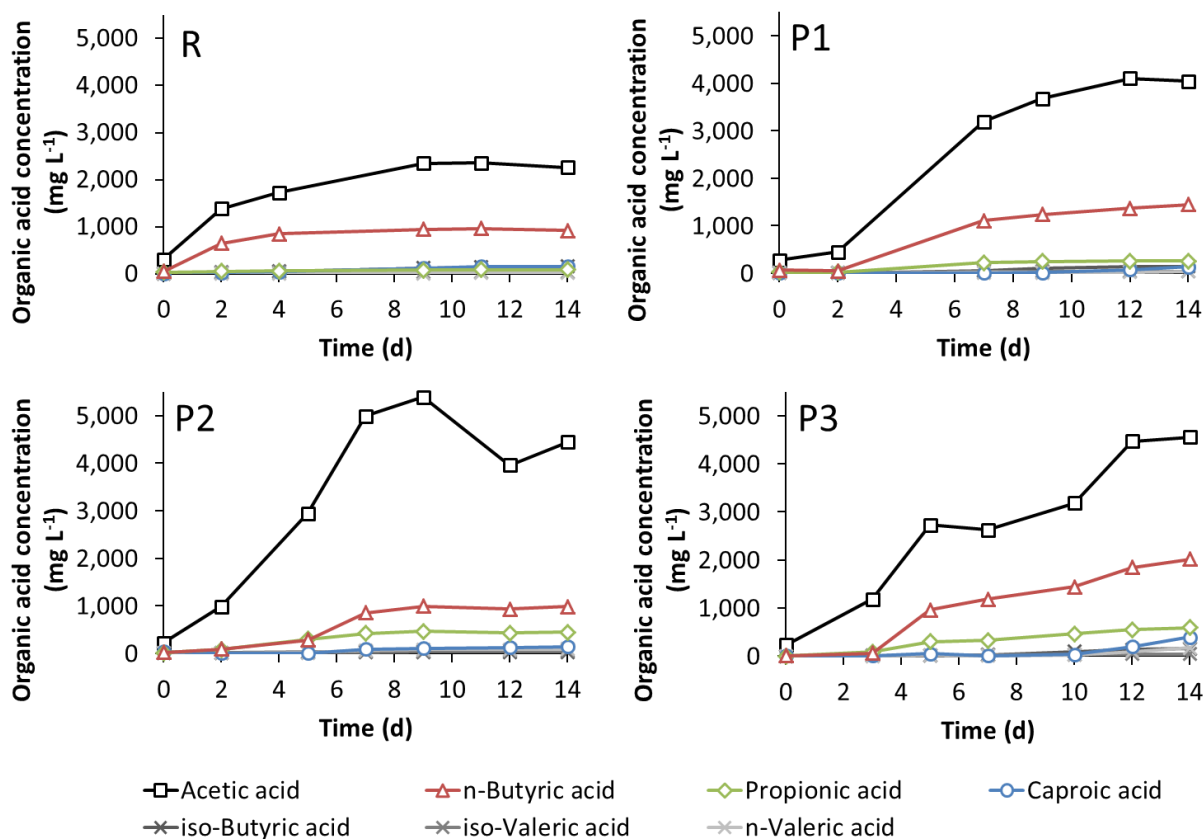 R
Organic acid concentration
(mg L⁻¹)
5,000
4,000
3,000
2,000
1,000
0
0 2 4 6 8 10 12 14
Time (d)
P1
Organic acid concentration
(mg L⁻¹)
5,000
4,000
3,000
2,000
1,000
0
0 2 4 6 8 10 12 14
Time (d)
P2
Organic acid concentration
(mg L⁻¹)
5,000
4,000
3,000
2,000
1,000
0
0 2 4 6 8 10 12 14
Time (d)
P3
Organic acid concentration
(mg L⁻¹)
5,000
4,000
3,000
2,000
1,000
0
0 2 4 6 8 10 12 14
Time (d)
Acetic acid n-Butyric acid Propionic acid Caproic acid
iso-Butyric acid iso-Valeric acid n-Valeric acid